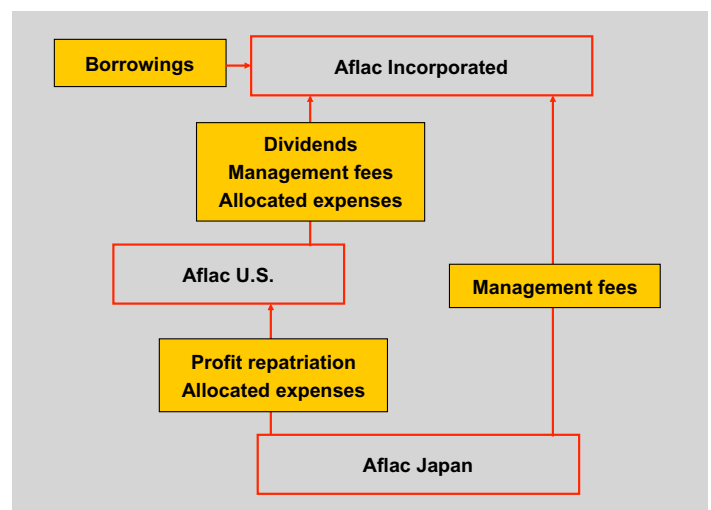 Borrowings
Aflac Incorporated
Dividends
Management fees
Allocated expenses
Aflac U.S.
Management fees
Profit repatriation
Allocated expenses
Aflac Japan